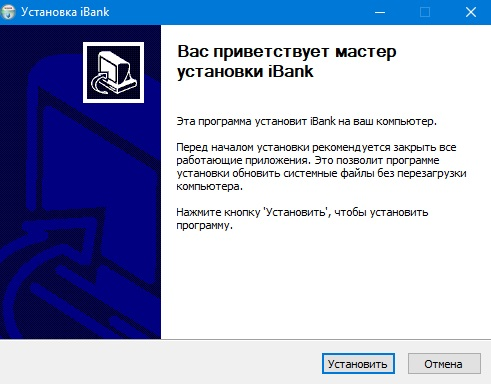 Установка iBank
Вас приветствует мастер
установки iBank
Эта программа установит iBank на ваш компьютер.
Перед началом установки рекомендуется закрыть все
работающие приложения. Это позволит программе
установки обновить системные файлы без перезагрузки
компьютера.
Нажмите кнопку 'Установить', чтобы установить
программу.
Установить
Отмена